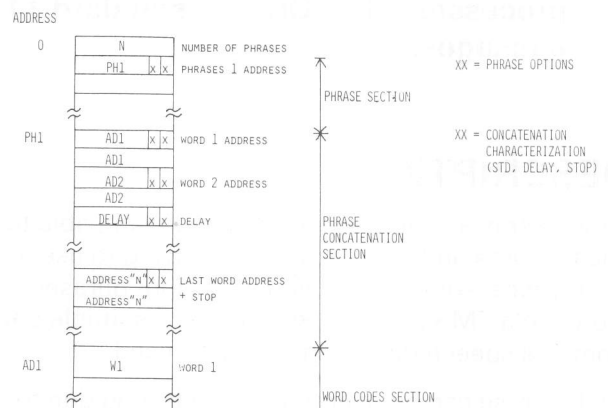 ADDRESS
0 N NUMBER OF PHRASES
PH1 X X PHRASES 1 ADDRESS XX = PHRASE OPTIONS
PHRASE SECTION
PH1 AD1 X X WORD 1 ADDRESS XX = CONCATENATION
AD1 CHARACTERIZATION
AD2 X X WORD 2 ADDRESS (STD, DELAY, STOP)
AD2
DELAY X X DELAY PHRASE
CONCATENATION
SECTION
ADDRESS"N" X X LAST WORD ADDRESS
ADDRESS"N" + STOP
AD1 W1 WORD 1
WORD CODES SECTION